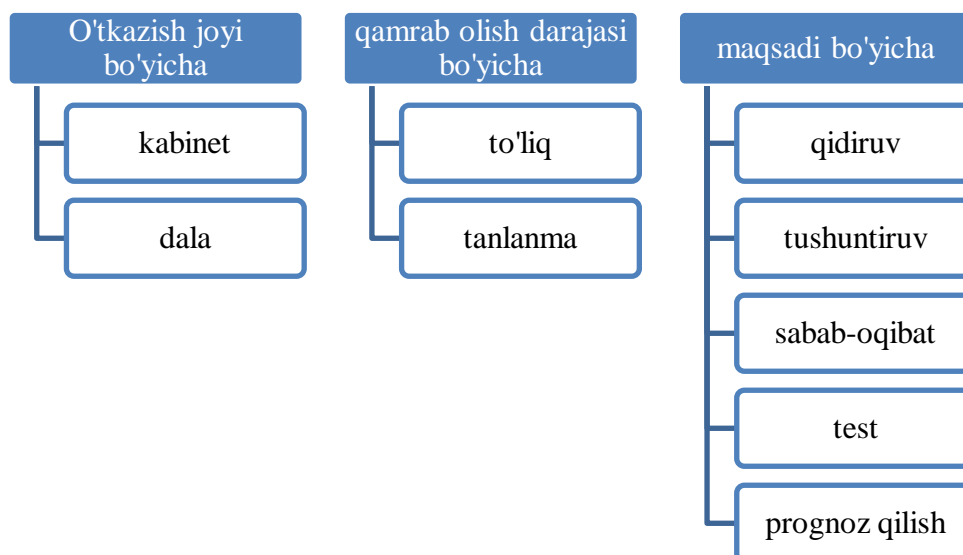 O'tkazish joyi
bo'yicha
kabinet
dala
qamrab olish darajasi
bo'yicha
to'liq
tanlanma
maqsadi bo'yicha
qidiruv
tushuntiruv
sabab-oqibat
test
prognoz qilish